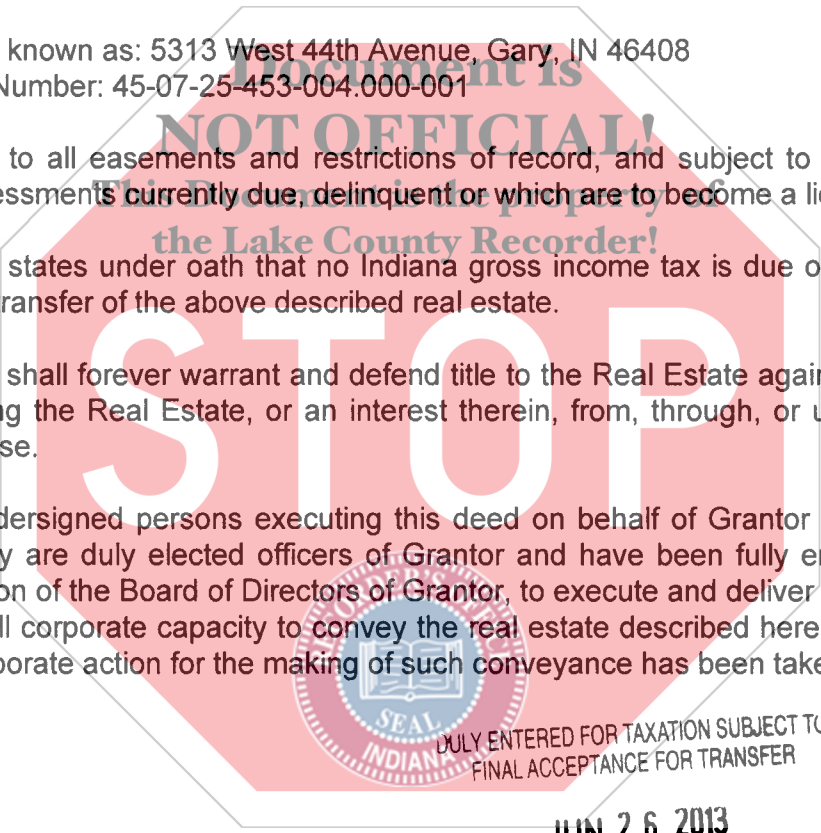 known as: 5313 West 44th Avenue, Gary, IN 46408
Document is
Number: 45-07-25-453-004.000-001
NOT OFFICIAL!
to all easements and restrictions of record, and subject to
This Document is the property of
essments currently due, delinquent or which are to become a li
the Lake County Recorder!
states under oath that no Indiana gross income tax is due o
ransfer of the above described real estate.
STOP
shall forever warrant and defend title to the Real Estate agai
ng the Real Estate, or an interest therein, from, through, or u
se.
dersigned persons executing this deed on behalf of Grantor
y are duly elected officers of Grantor and have been fully e
on of the Board of Directors of Grantor, to execute and deliver
ll corporate capacity to convey the real estate described here
porate action for the making of such conveyance has been take
SEAL
INDIANA
DULY ENTERED FOR TAXATION SUBJECT TO
FINAL ACCEPTANCE FOR TRANSFER
JUN 26 2013